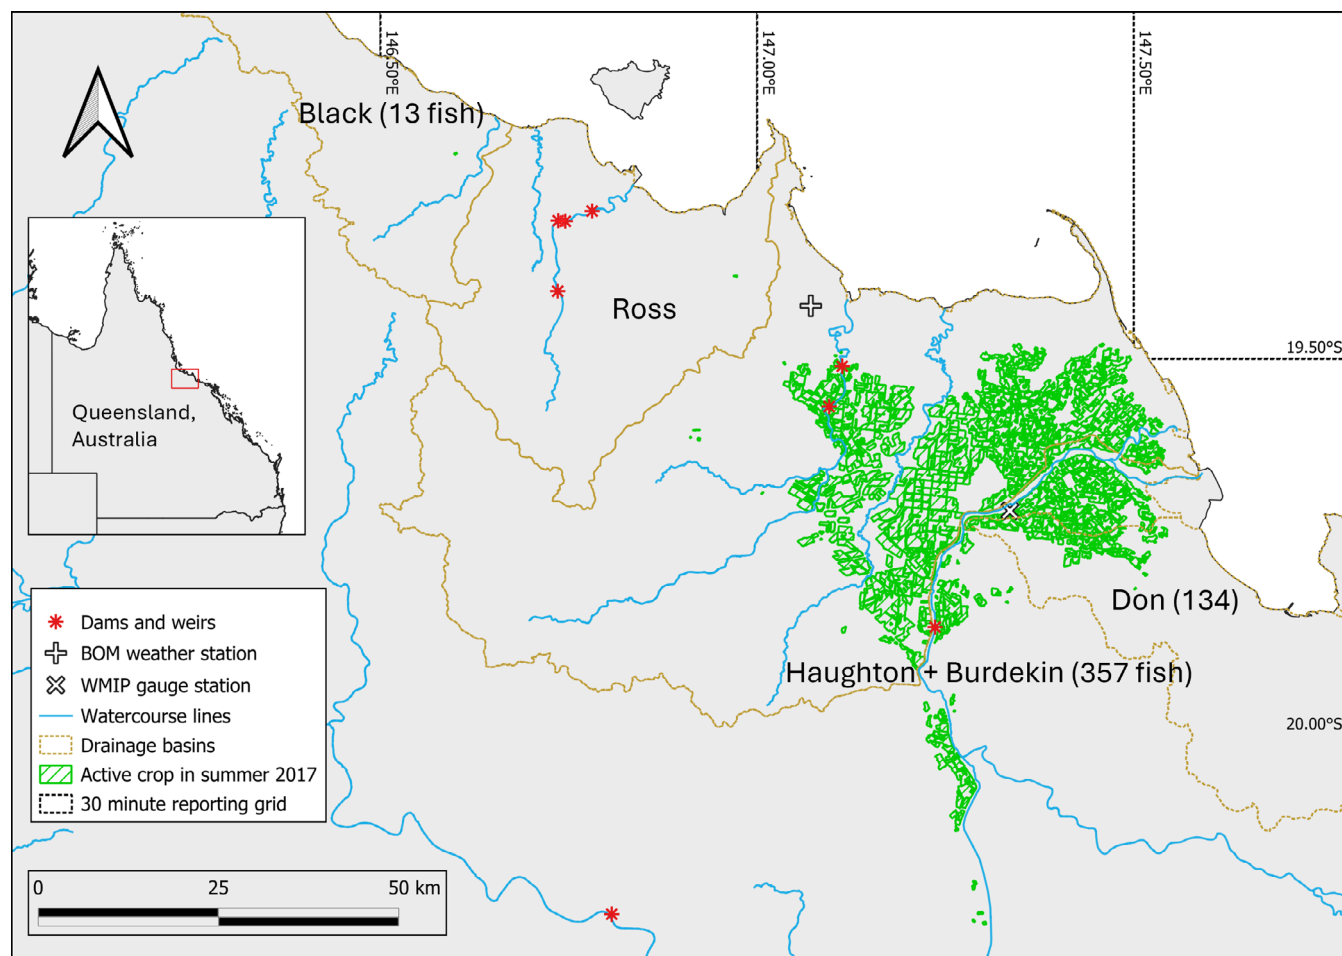 146.50°E
147.00°E
147.50°E
Black (13 fish)
Ross
19.50°S
Queensland,
Australia
Don (134)
Haughton + Burdekin (357 fish)
20.00°S
Dams and weirs
BOM weather station
WMIP gauge station
Watercourse lines
Drainage basins
Active crop in summer 2017
30 minute reporting grid
0 25 50 km